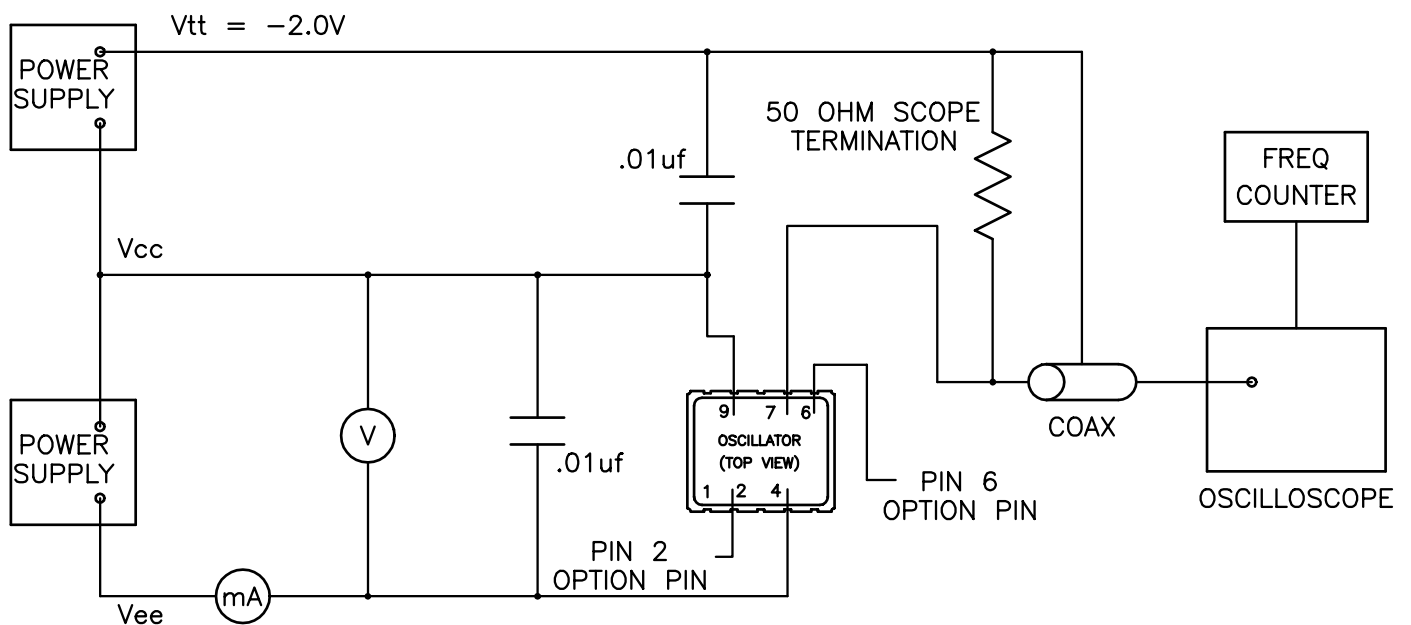 Vtt = -2.0V
POWER
SUPPLY
50 OHM SCOPE
TERMINATION
.01uf
FREQ
COUNTER
Vcc
POWER
SUPPLY
V
.01uf
9 7 6
OSCILLATOR
(TOP VIEW)
1 2 4
COAX
PIN 6
OPTION PIN
OSCILLOSCOPE
PIN 2
OPTION PIN
mA
Vee